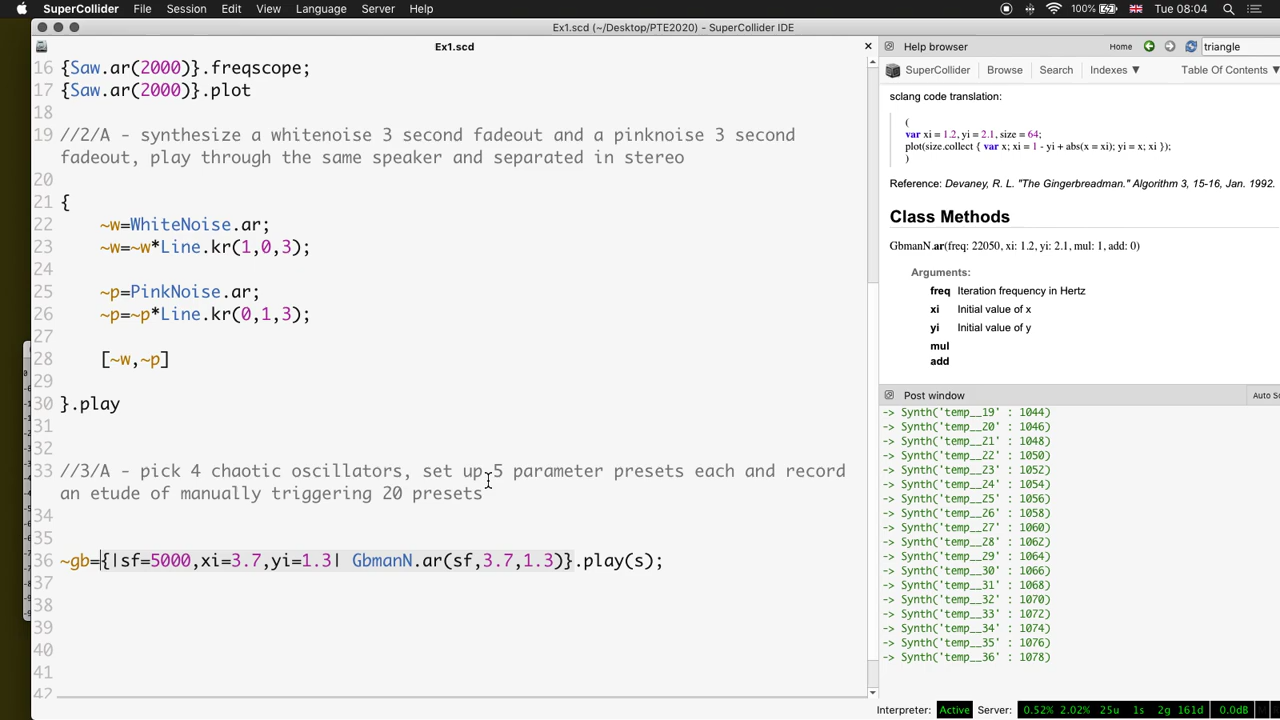 File Session Edit View Language Server Help
100% Tue 08:04
Ex1.scd (~/Desktop/PTE2020) - SuperCollider IDE
Ex1.scd
16 {Saw.ar(2000)}.freqscope;
17 {Saw.ar(2000)}.plot
18
19 //2/A - synthesize a whitenoise 3 second fadeout and a pinknoise 3 second
fadeout, play through the same speaker and separated in stereo
20
21 {
22 ~w=WhiteNoise.ar;
23 ~w=~w*Line.kr(1,0,3);
24
25 ~p=PinkNoise.ar;
26 ~p=~p*Line.kr(0,1,3);
27
28 [~w,~p]
29
30 }.play
31
32
33 //3/A - pick 4 chaotic oscillators, set up 5 parameter presets each and record
an etude of manually triggering 20 presets
34
35
36 ~gb={|sf=5000,xi=3.7,yi=1.3| GbmanN.ar(sf,3.7,1.3)}.play(s);
37
38
39
40
41
42
Help browser Home triangle
SuperCollider Browse Search Indexes ▼ Table Of Contents ▼
sclang code translation:
(
var xi = 1.2, yi = 2.1, size = 64;
plot(size.collect { var x; xi = 1 - yi + abs(x = xi); yi = x; xi });
)
Reference: Devaney, R. L. "The Gingerbreadman." Algorithm 3, 15-16, Jan. 1992.
Class Methods
GbmanN.ar(freq: 22050, xi: 1.2, yi: 2.1, mul: 1, add: 0)
Arguments:
freq Iteration frequency in Hertz
xi Initial value of x
yi Initial value of y
mul
add
Post window Auto Sc
-> Synth('temp__19' : 1044)
-> Synth('temp__20' : 1046)
-> Synth('temp__21' : 1048)
-> Synth('temp__22' : 1050)
-> Synth('temp__23' : 1052)
-> Synth('temp__24' : 1054)
-> Synth('temp__25' : 1056)
-> Synth('temp__26' : 1058)
-> Synth('temp__27' : 1060)
-> Synth('temp__28' : 1062)
-> Synth('temp__29' : 1064)
-> Synth('temp__30' : 1066)
-> Synth('temp__31' : 1068)
-> Synth('temp__32' : 1070)
-> Synth('temp__33' : 1072)
-> Synth('temp__34' : 1074)
-> Synth('temp__35' : 1076)
-> Synth('temp__36' : 1078)
Interpreter: Active Server: 0.52% 2.02% 25u 1s 2g 161d 0.0dB